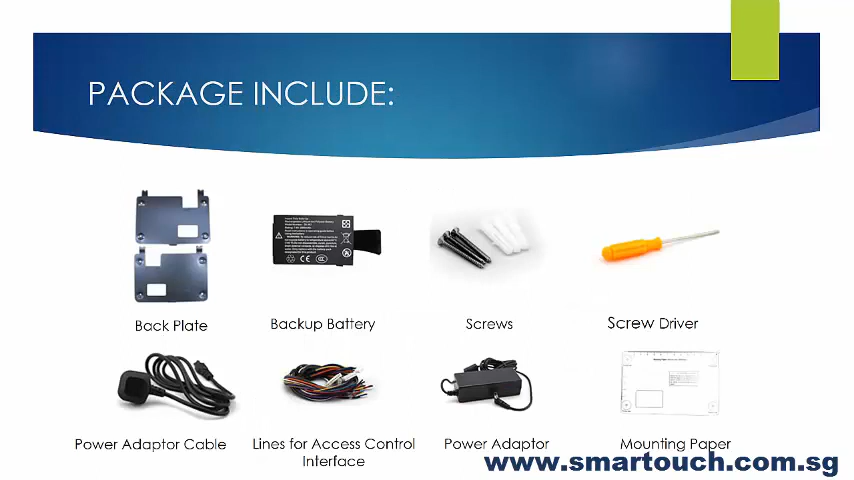 PACKAGE INCLUDE:
Back Plate
Backup Battery
Screws
Screw Driver
Power Adaptor Cable
Lines for Access Control
Interface
Power Adaptor
Mounting Paper
www.smartouch.com.sg